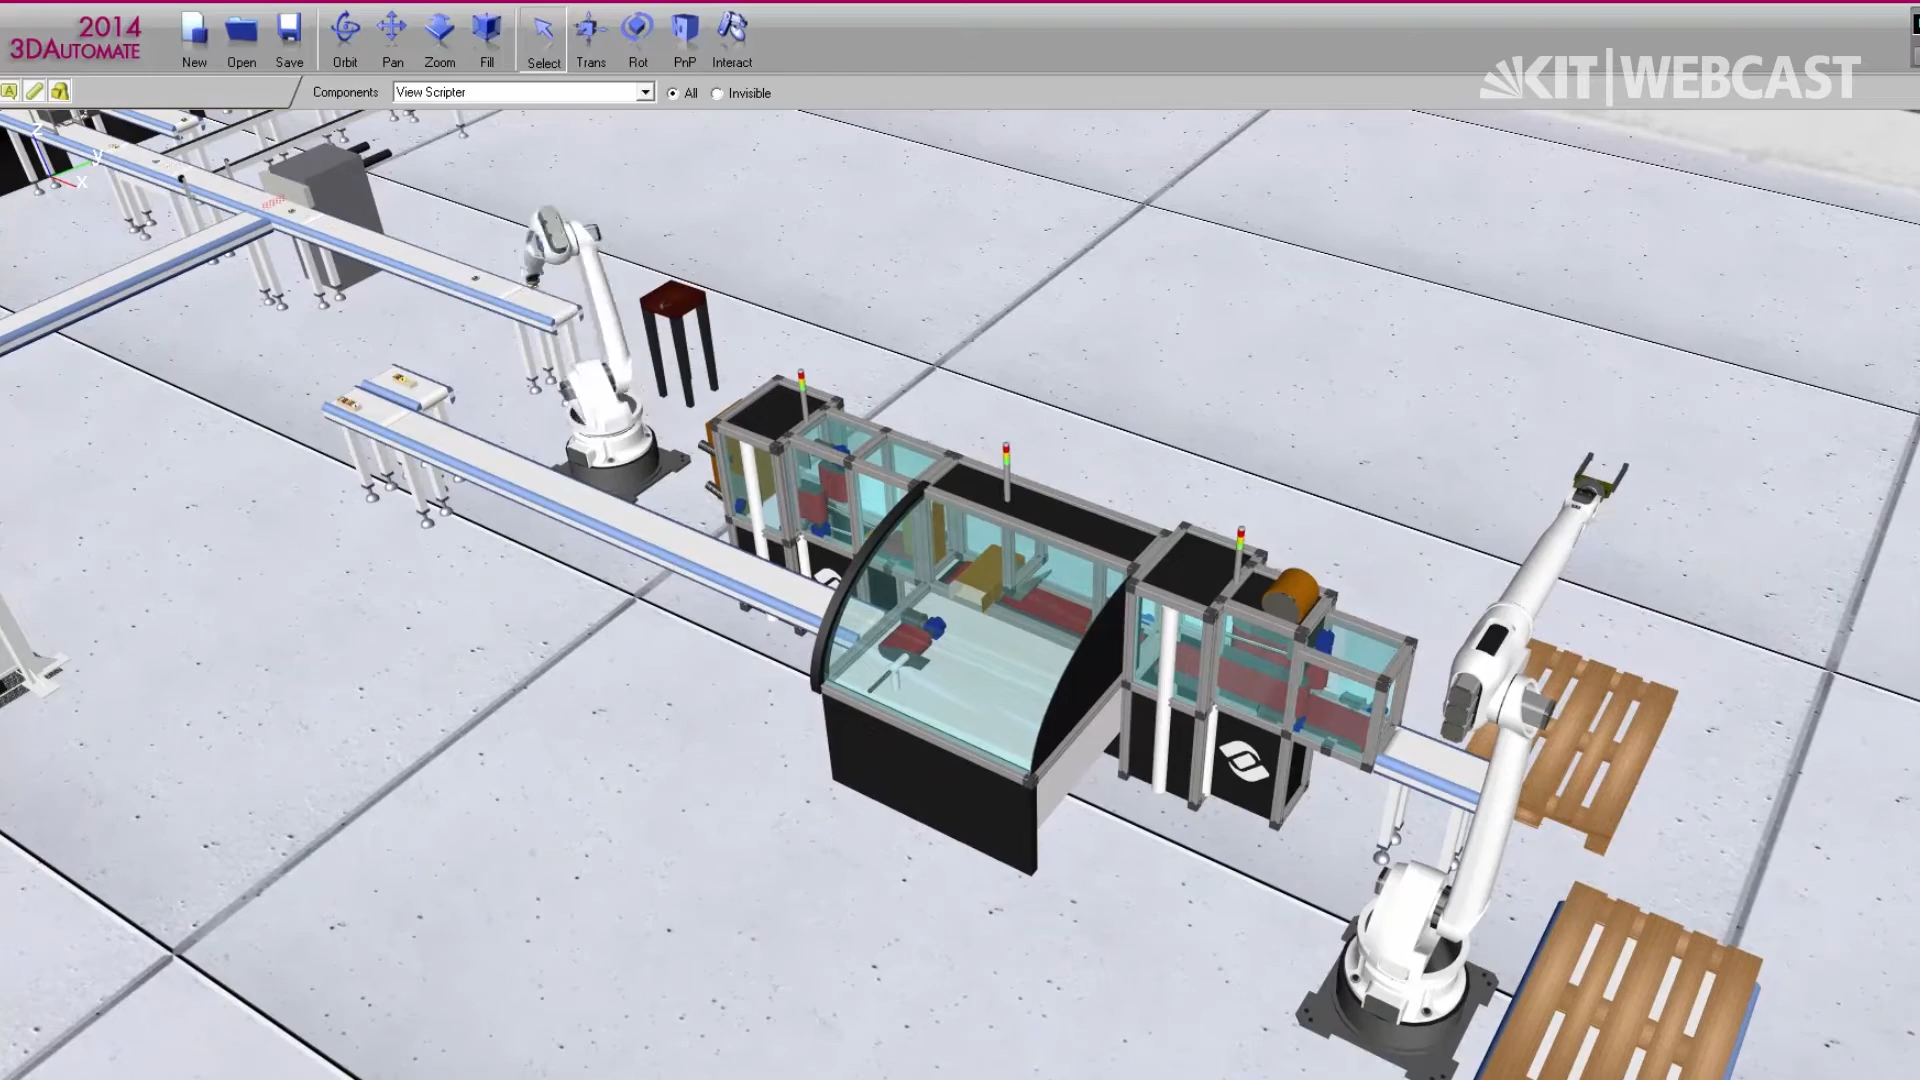 2014
3DAUTOMATE
New Open Save Orbit Pan Zoom Fill Select Trans Rot PnP Interact
KIT|WEBCAST
A
Components View Scripter All Invisible
Z
y
X